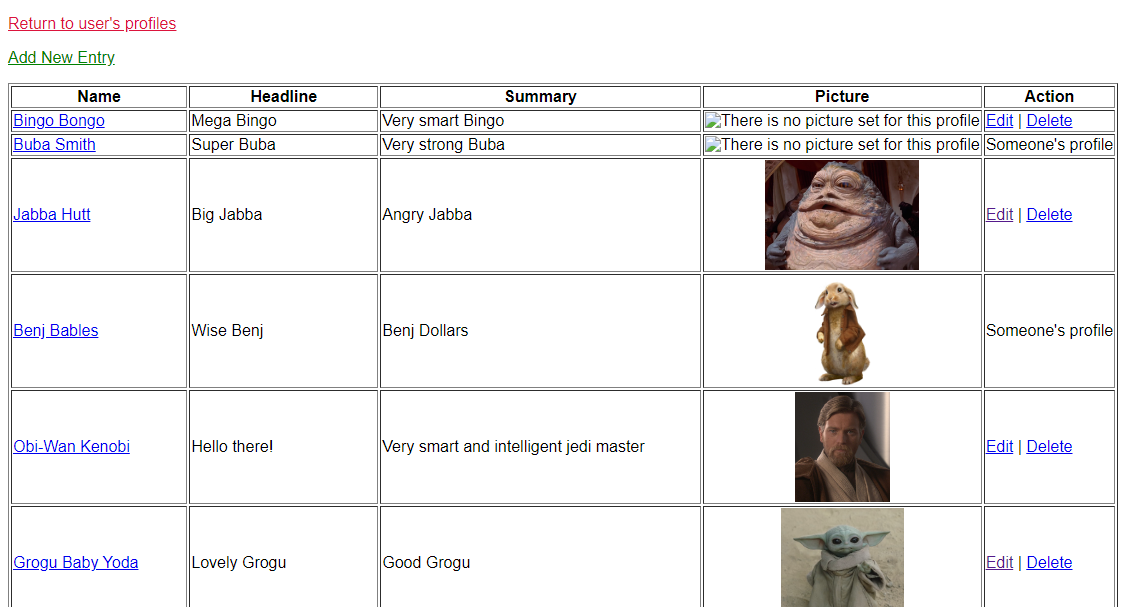 Return to user's profiles
Add New Entry
Name Headline Summary Picture Action
Bingo Bongo Mega Bingo Very smart Bingo There is no picture set for this profile Edit | Delete
Buba Smith Super Buba Very strong Buba There is no picture set for this profile Someone's profile
Jabba Hutt Big Jabba Angry Jabba Edit | Delete
Benj Bables Wise Benj Benj Dollars Someone's profile
Obi-Wan Kenobi Hello there! Very smart and intelligent jedi master Edit | Delete
Grogu Baby Yoda Lovely Grogu Good Grogu Edit | Delete